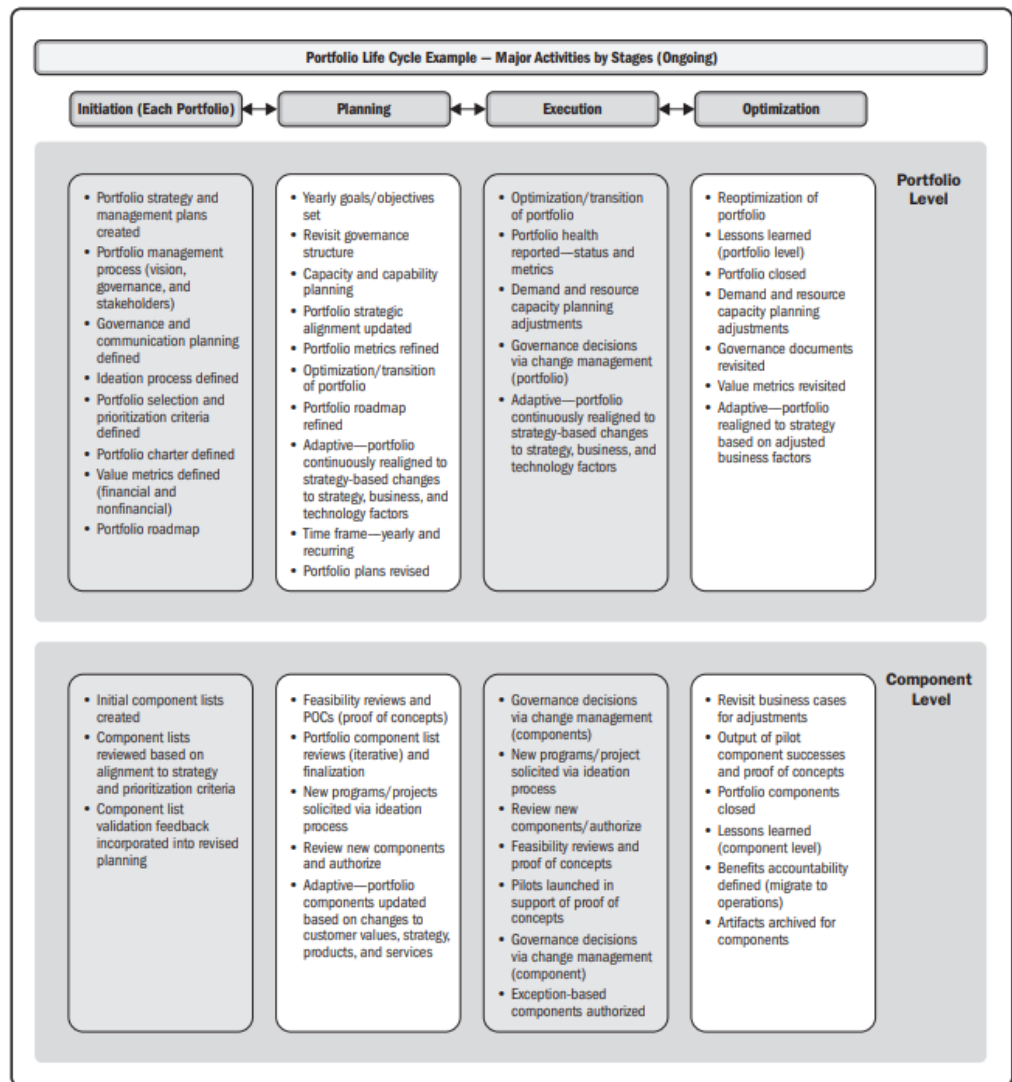 Portfolio Life Cycle Example — Major Activities by Stages (Ongoing)
Initiation (Each Portfolio)
Planning
Execution
Optimization
Portfolio
Level
• Portfolio strategy and
management plans
created
• Portfolio management
process (vision,
governance, and
stakeholders)
• Governance and
communication planning
defined
• Ideation process defined
• Portfolio selection and
prioritization criteria
defined
• Portfolio charter defined
• Value metrics defined
(financial and
nonfinancial)
• Portfolio roadmap
• Yearly goals/objectives
set
• Revisit governance
structure
• Capacity and capability
planning
• Portfolio strategic
alignment updated
• Portfolio metrics refined
• Optimization/transition
of portfolio
• Portfolio roadmap
refined
• Adaptive—portfolio
continuously realigned to
strategy-based changes
to strategy, business, and
technology factors
• Time frame—yearly and
recurring
• Portfolio plans revised
• Optimization/transition
of portfolio
• Portfolio health
reported—status and
metrics
• Demand and resource
capacity planning
adjustments
• Governance decisions
via change management
(portfolio)
• Adaptive—portfolio
continuously realigned to
strategy-based changes
to strategy, business, and
technology factors
• Reoptimization of
portfolio
• Lessons learned
(portfolio level)
• Portfolio closed
• Demand and resource
capacity planning
adjustments
• Governance documents
revisited
• Value metrics revisited
• Adaptive—portfolio
realigned to strategy
based on adjusted
business factors
Component
Level
• Initial component lists
created
• Component lists
reviewed based on
alignment to strategy
and prioritization criteria
• Component list
validation feedback
incorporated into revised
planning
• Feasibility reviews and
POCs (proof of concepts)
• Portfolio component list
reviews (iterative) and
finalization
• New programs/projects
solicited via ideation
process
• Review new components
and authorize
• Adaptive—portfolio
components updated
based on changes to
customer values, strategy,
products, and services
• Governance decisions
via change management
(components)
• New programs/project
solicited via ideation
process
• Review new
components/authorize
• Feasibility reviews and
proof of concepts
• Pilots launched in
support of proof of
concepts
• Governance decisions
via change management
(component)
• Exception-based
components authorized
• Revisit business cases
for adjustments
• Output of pilot
component successes
and proof of concepts
• Portfolio components
closed
• Lessons learned
(component level)
• Benefits accountability
defined (migrate to
operations)
• Artifacts archived for
components